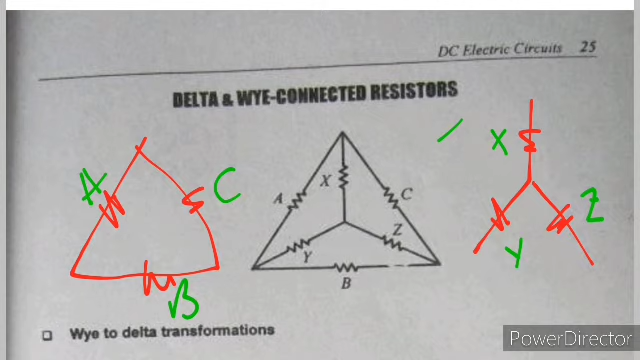 DC Electric Circuits 25
DELTA & WYE-CONNECTED RESISTORS
X
A
C
A
X
C
Z
Z
Y
Y
B
B
Wye to delta transformations
PowerDirector